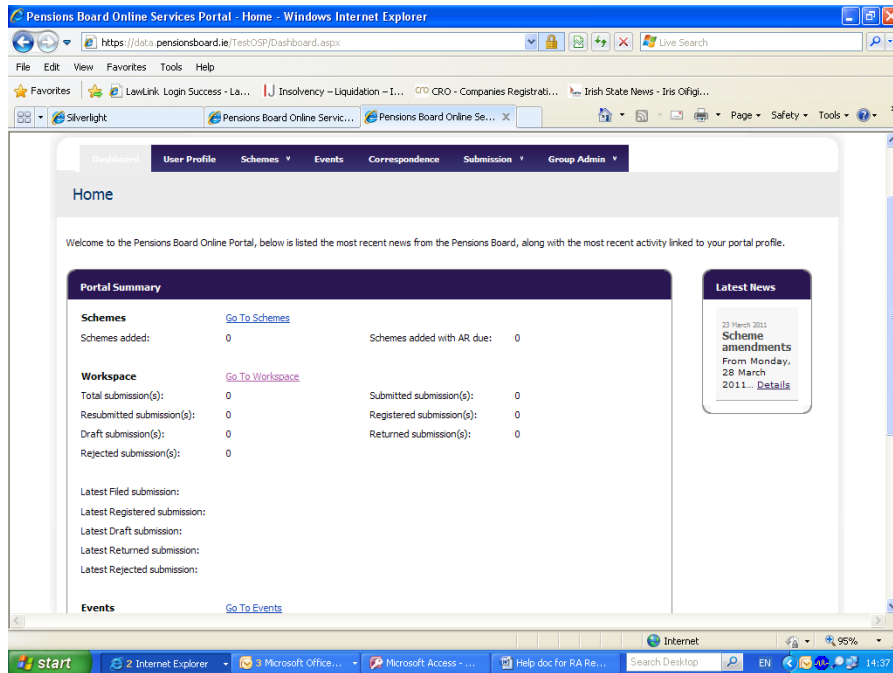 Pensions Board Online Services Portal - Home - Windows Internet Explorer
https://data.pensionsboard.ie/TestOSP/Dashboard.aspx
Live Search
File Edit View Favorites Tools Help
Favorites LawLink Login Success - La... Insolvency – Liquidation – I... CRO - Companies Registrati... Irish State News - Iris Oifigi...
Silverlight Pensions Board Online Servic... Pensions Board Online Se... X Page Safety Tools
Dashboard User Profile Schemes Events Correspondence Submission Group Admin
Home
Welcome to the Pensions Board Online Portal, below is listed the most recent news from the Pensions Board, along with the most recent activity linked to your portal profile.
Portal Summary
Schemes Go To Schemes
Schemes added: 0 Schemes added with AR due: 0
Workspace Go To Workspace
Total submission(s): 0 Submitted submission(s): 0
Resubmitted submission(s): 0 Registered submission(s): 0
Draft submission(s): 0 Returned submission(s): 0
Rejected submission(s): 0
Latest Filed submission:
Latest Registered submission:
Latest Draft submission:
Latest Returned submission:
Latest Rejected submission:
Events Go To Events
Latest News
23 March 2011
Scheme
amendments
From Monday,
28 March
2011... Details
Internet 95%
start 2 Internet Explorer 3 Microsoft Office... Microsoft Access - ... Help doc for RA Re... Search Desktop EN 14:37